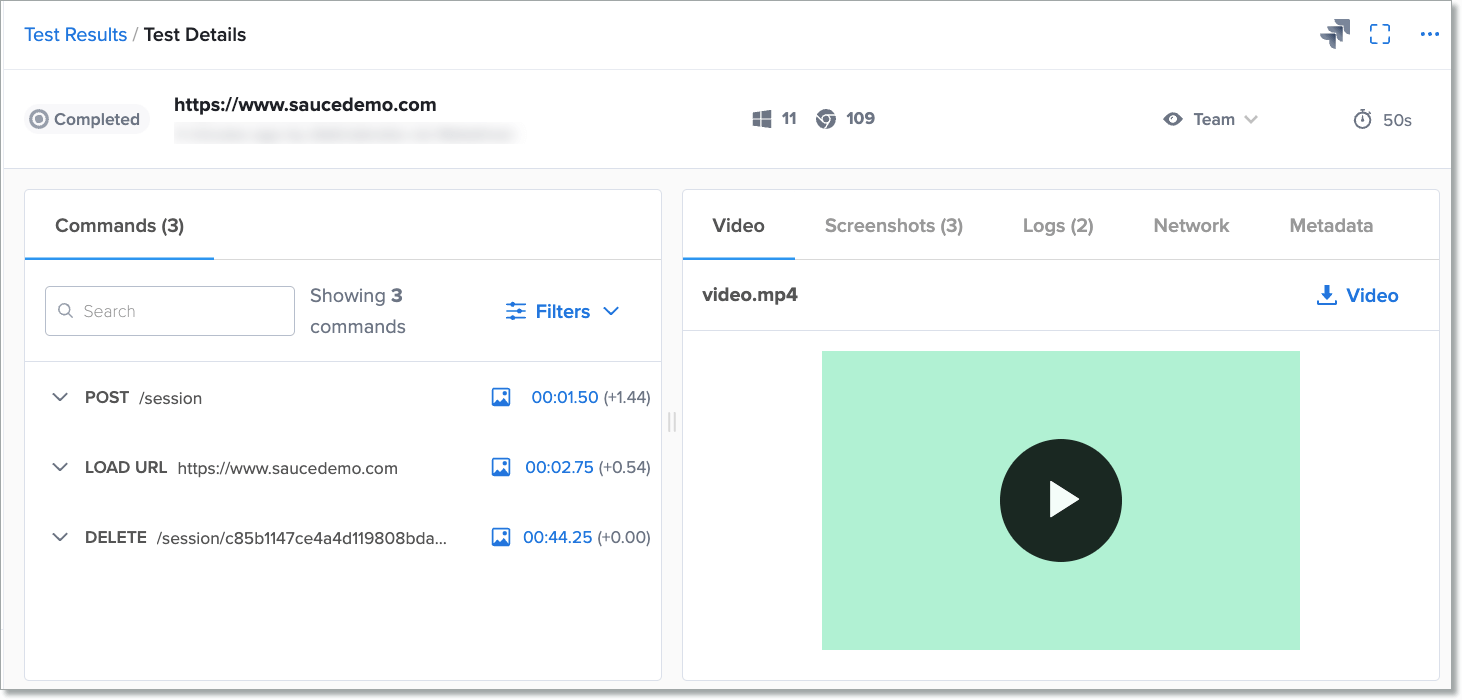 Test Results / Test Details
Completed
https://www.saucedemo.com
11 109
Team
50s
Commands (3)
Search
Showing 3
commands
Filters
POST /session 00:01.50 (+1.44)
LOAD URL https://www.saucedemo.com 00:02.75 (+0.54)
DELETE /session/c85b1147ce4a4d119808bda... 00:44.25 (+0.00)
Video Screenshots (3) Logs (2) Network Metadata
video.mp4 Video